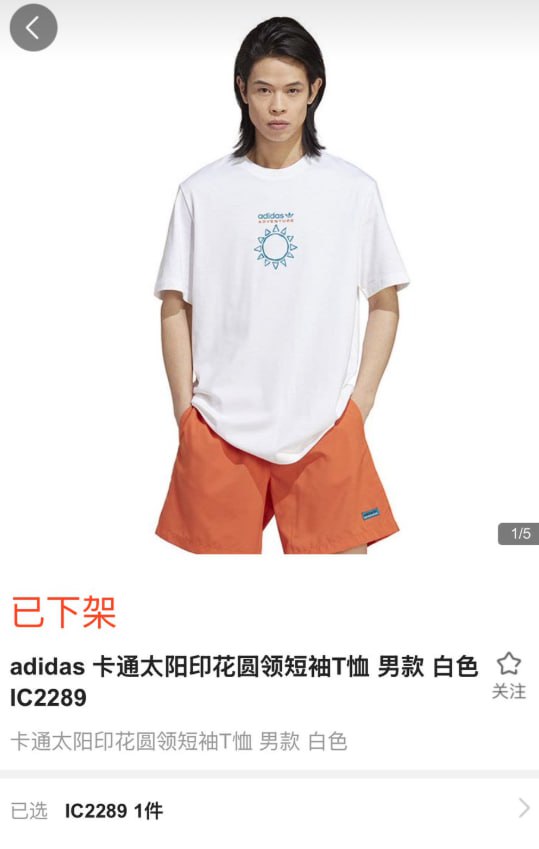 adidas
ADVENTURE
1/5
已下架
adidas 卡通太阳印花圆领短袖T恤 男款 白色
IC2289
关注
卡通太阳印花圆领短袖T恤 男款 白色
已选 IC2289 1件